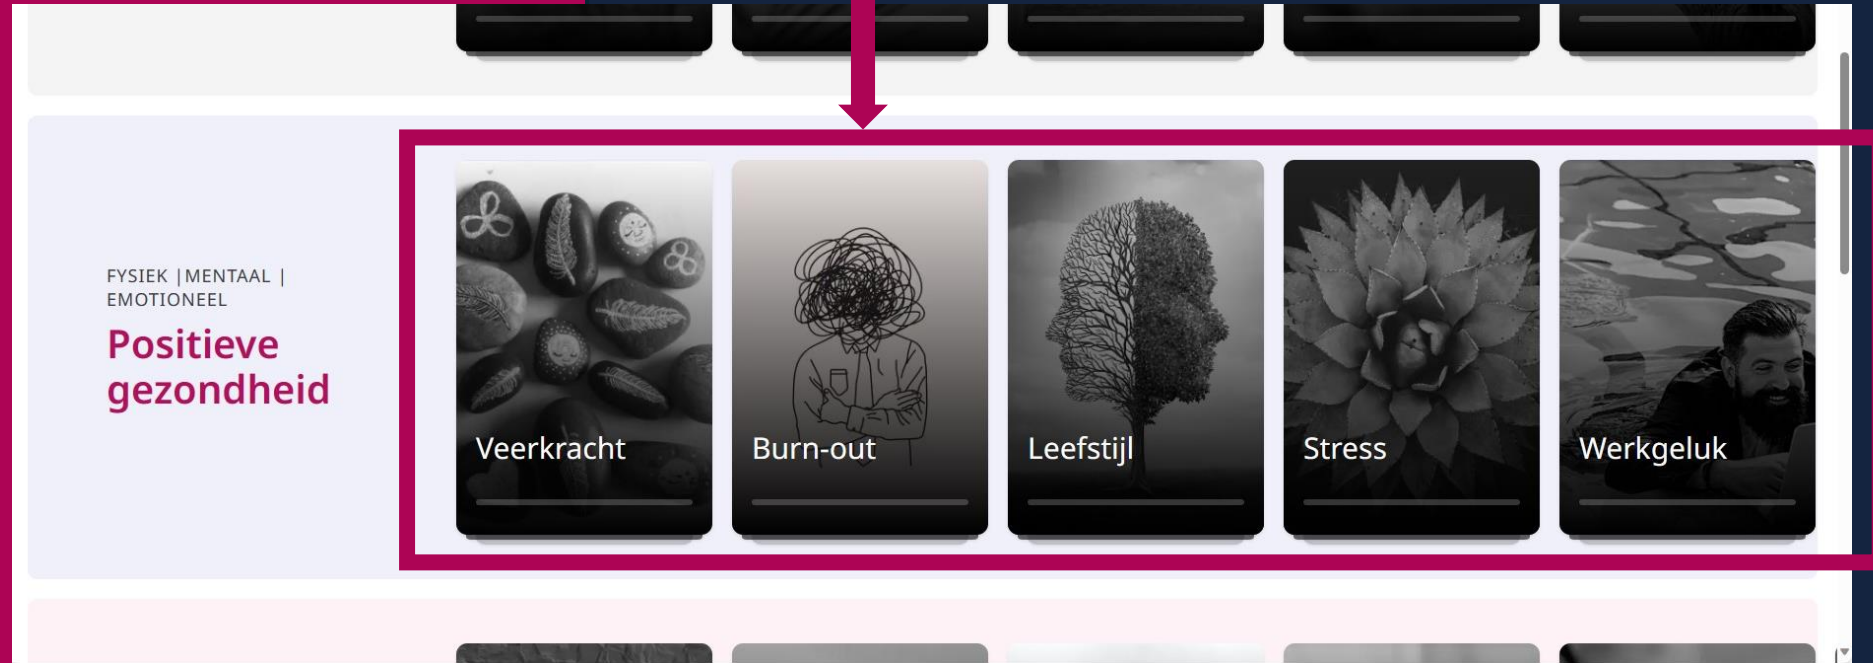 FYSIEK |MENTAAL |
EMOTIONEEL
Positieve
gezondheid
Veerkracht
Burn-out
Leefstijl
Stress
Werkgeluk